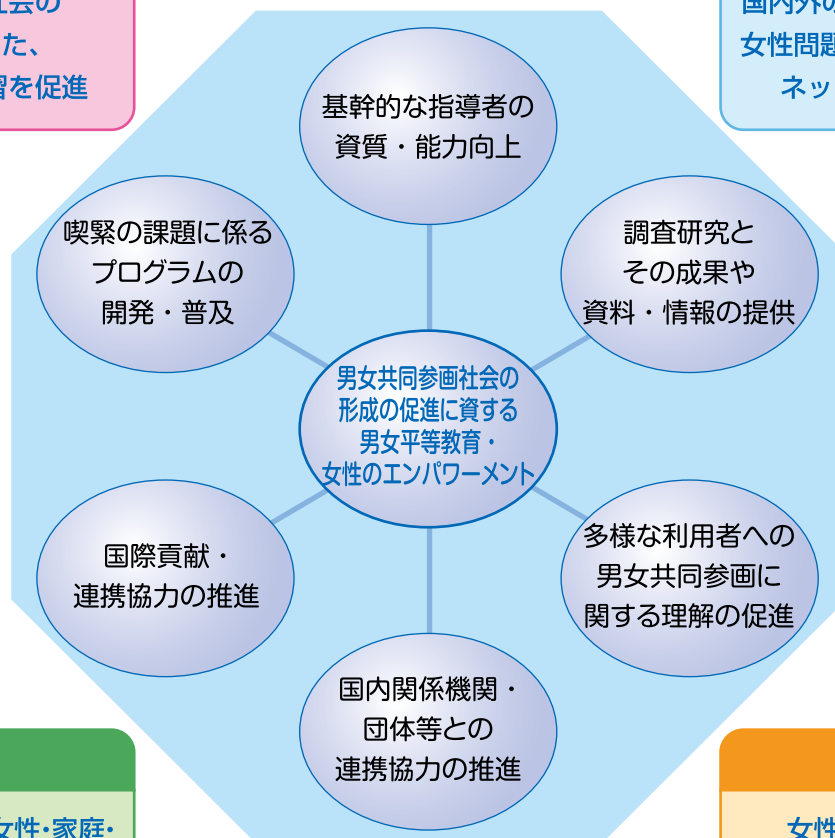 社会の
た、
習を促進
国内外の
女性問題
ネッ
基幹的な指導者の
資質・能力向上
喫緊の課題に係る
プログラムの
開発・普及
調査研究と
その成果や
資料・情報の提供
男女共同参画社会の
形成の促進に資する
男女平等教育・
女性のエンパワーメント
国際貢献・
連携協力の推進
多様な利用者への
男女共同参画に
関する理解の促進
国内関係機関・
団体等との
連携協力の推進
女性・家庭・
女性